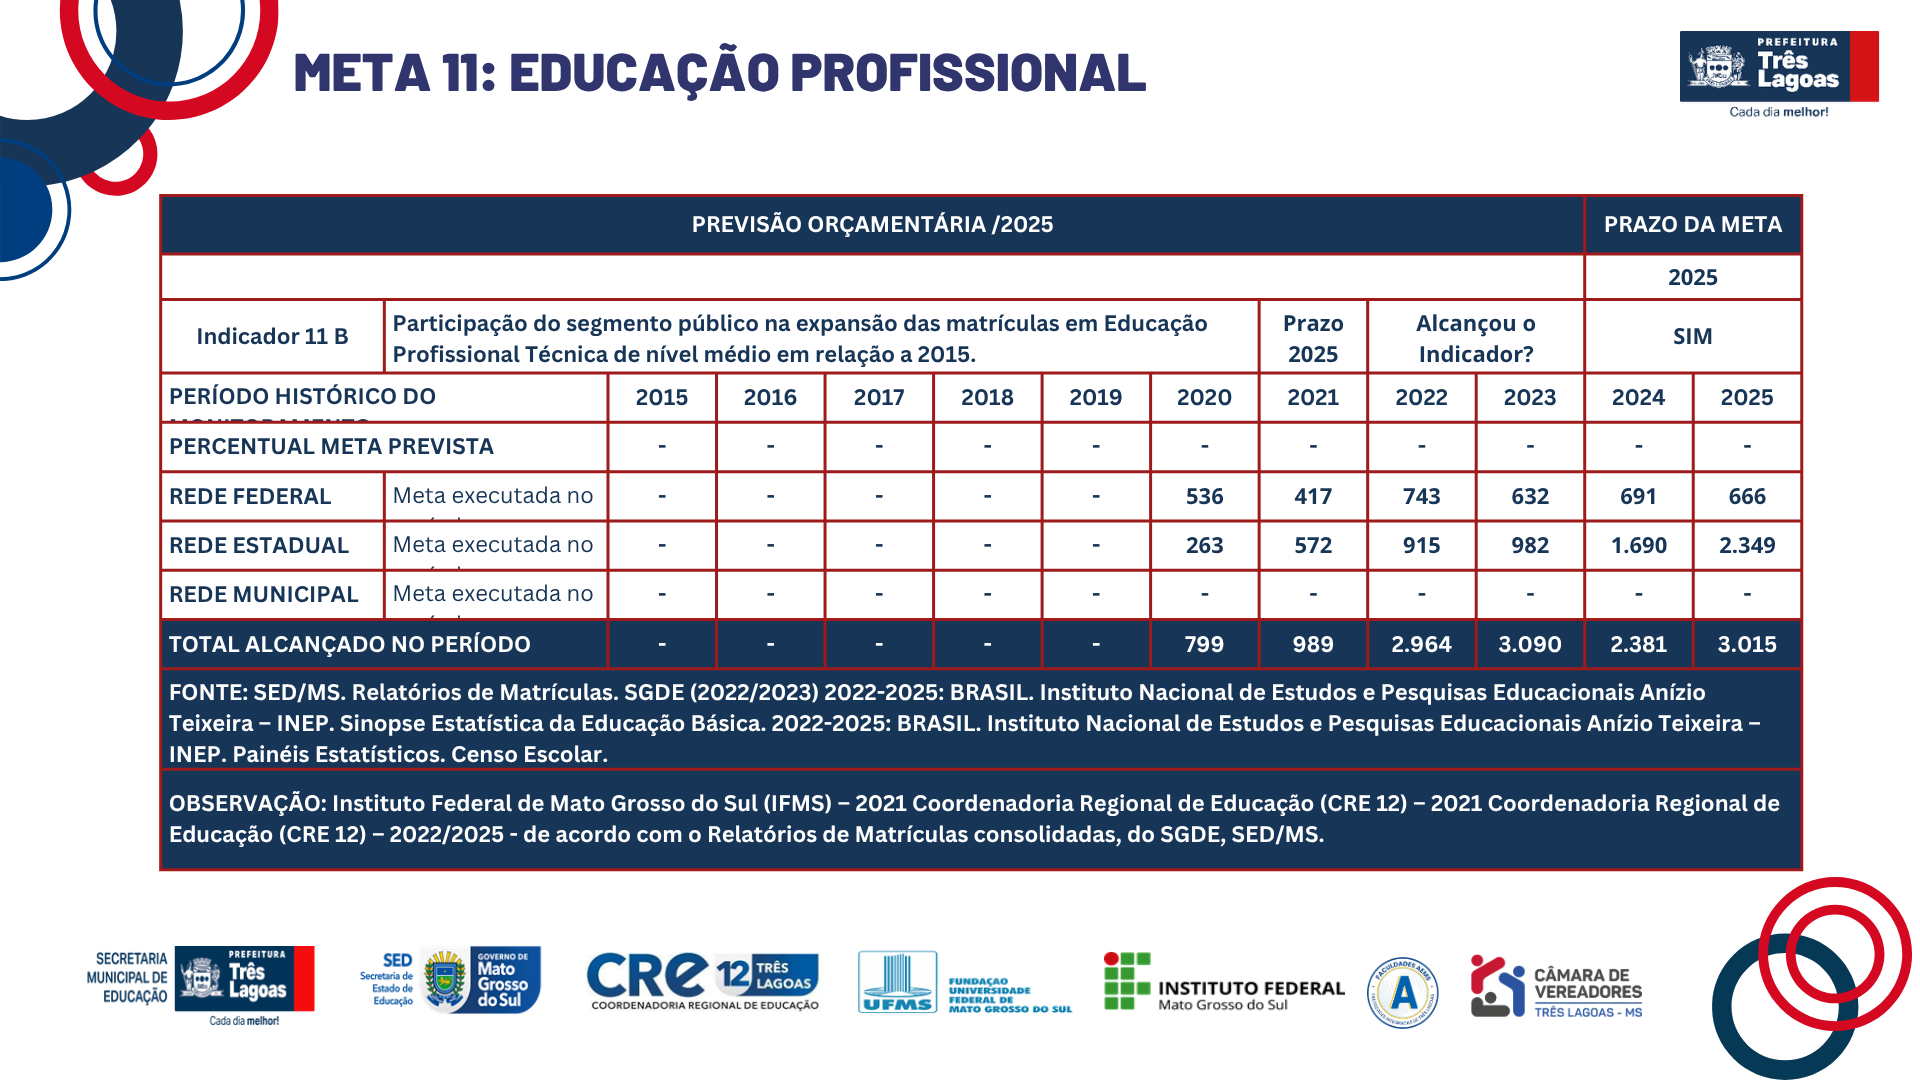 META 11: EDUCAÇÃO PROFISSIONAL
PREFEITURA
Três
Lagoas
Cada dia melhor!
PREVISÃO ORÇAMENTÁRIA /2025 PRAZO DA META
2025
Indicador 11 B Participação do segmento público na expansão das matrículas em Educação Profissional Técnica de nível médio em relação a 2015. Prazo 2025 Alcançou o Indicador? SIM
PERÍODO HISTÓRICO DO 2015 2016 2017 2018 2019 2020 2021 2022 2023 2024 2025
PERCENTUAL META PREVISTA - - - - - - - - - - -
REDE FEDERAL Meta executada no - - - - - 536 417 743 632 691 666
REDE ESTADUAL Meta executada no - - - - - 263 572 915 982 1.690 2.349
REDE MUNICIPAL Meta executada no - - - - - - - - - - -
TOTAL ALCANÇADO NO PERÍODO - - - - - 799 989 2.964 3.090 2.381 3.015
FONTE: SED/MS. Relatórios de Matrículas. SGDE (2022/2023) 2022-2025: BRASIL. Instituto Nacional de Estudos e Pesquisas Educacionais Anízio
Teixeira – INEP. Sinopse Estatística da Educação Básica. 2022-2025: BRASIL. Instituto Nacional de Estudos e Pesquisas Educacionais Anízio Teixeira –
INEP. Painéis Estatísticos. Censo Escolar.
OBSERVAÇÃO: Instituto Federal de Mato Grosso do Sul (IFMS) – 2021 Coordenadoria Regional de Educação (CRE 12) – 2021 Coordenadoria Regional de
Educação (CRE 12) – 2022/2025 - de acordo com o Relatórios de Matrículas consolidadas, do SGDE, SED/MS.
SECRETARIA
MUNICIPAL DE
EDUCAÇÃO
PREFEITURA
Três
Lagoas
Cada dia melhor!
SED
Secretaria de
Estado de
Educação
GOVERNO DE
Mato
Grosso
do Sul
CRE 12 TRÊS
LAGOAS
COORDENADORIA REGIONAL DE EDUCAÇÃO
UFMS
FUNDAÇÃO
UNIVERSIDADE
FEDERAL DE
MATO GROSSO DO SUL
INSTITUTO FEDERAL
Mato Grosso do Sul
FACULDADES AEMS
A
CÂMARA DE
VEREADORES
TRÊS LAGOAS - MS